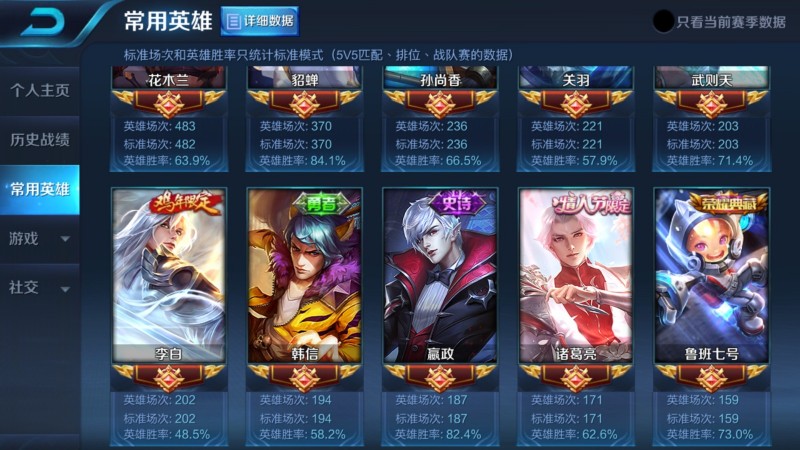 常用英雄
详细数据
只看当前赛季数据
标准场次和英雄胜率只统计标准模式（5V5匹配、排位、战队赛的数据）
个人主页
历史战绩
常用英雄
游戏
社交
花木兰
英雄场次: 483
标准场次: 482
英雄胜率: 63.9%
貂蝉
英雄场次: 370
标准场次: 370
英雄胜率: 84.1%
孙尚香
英雄场次: 236
标准场次: 236
英雄胜率: 66.5%
关羽
英雄场次: 221
标准场次: 221
英雄胜率: 57.9%
武则天
英雄场次: 203
标准场次: 203
英雄胜率: 71.4%
鸡年限定
李白
英雄场次: 202
标准场次: 202
英雄胜率: 48.5%
勇者
韩信
英雄场次: 194
标准场次: 194
英雄胜率: 58.2%
史诗
嬴政
英雄场次: 187
标准场次: 187
英雄胜率: 82.4%
情人节限定
诸葛亮
英雄场次: 171
标准场次: 171
英雄胜率: 62.6%
荣耀典藏
鲁班七号
英雄场次: 159
标准场次: 159
英雄胜率: 73.0%